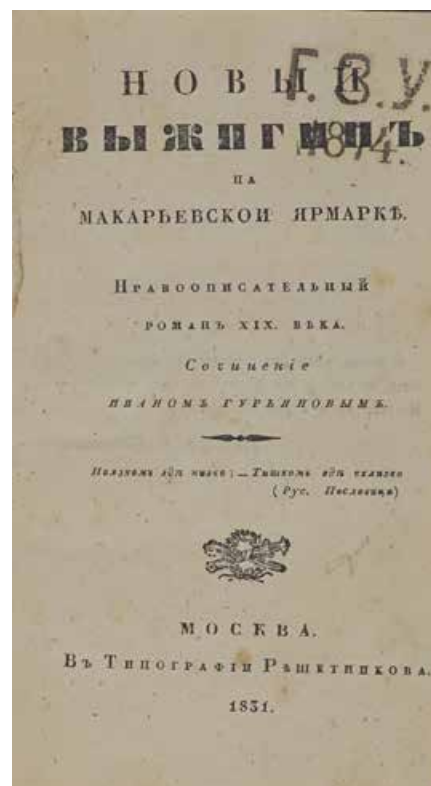 НОВЫЙ
ВЫЖИГИНЪ
Г. В. У.
1874.
НА
МАКАРЬЕВСКОЙ ЯРМАРКѢ.
НРАВООПИСАТЕЛЬНЫЙ
РОМАНЪ XIX. ВѢКА.
Сочиненіе
ИВАНОМЪ ГУРЬЯНОВЫМЪ.
Ползкомъ гдѣ низко; — Тишкомъ гдѣ склизко
(Рус. Пословица)
МОСКВА.
Въ Типографіи Рѣшетникова.
1831.